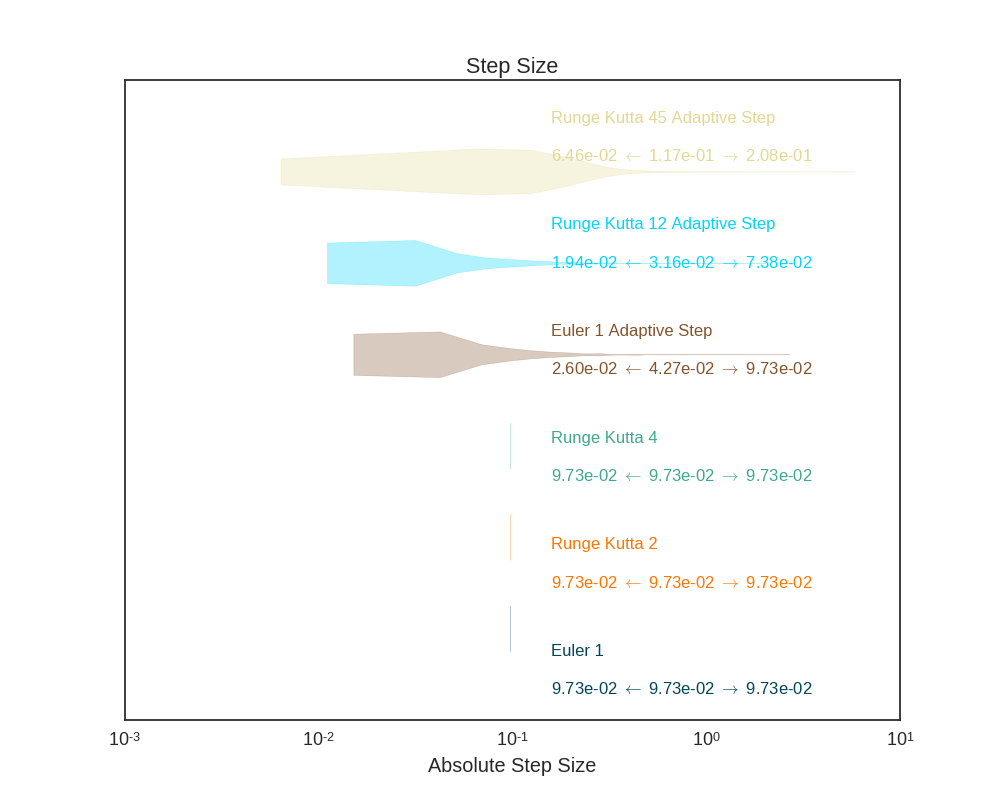 Step Size
Runge Kutta 45 Adaptive Step
6.46e-02 ← 1.17e-01 → 2.08e-01
Runge Kutta 12 Adaptive Step
1.94e-02 ← 3.16e-02 → 7.38e-02
Euler 1 Adaptive Step
2.60e-02 ← 4.27e-02 → 9.73e-02
Runge Kutta 4
9.73e-02 ← 9.73e-02 → 9.73e-02
Runge Kutta 2
9.73e-02 ← 9.73e-02 → 9.73e-02
Euler 1
9.73e-02 ← 9.73e-02 → 9.73e-02
10⁻³ 10⁻² 10⁻¹ 10⁰ 10¹
Absolute Step Size